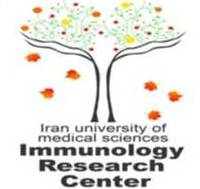 Iran university of
medical sciences
Immunology
Research
Center